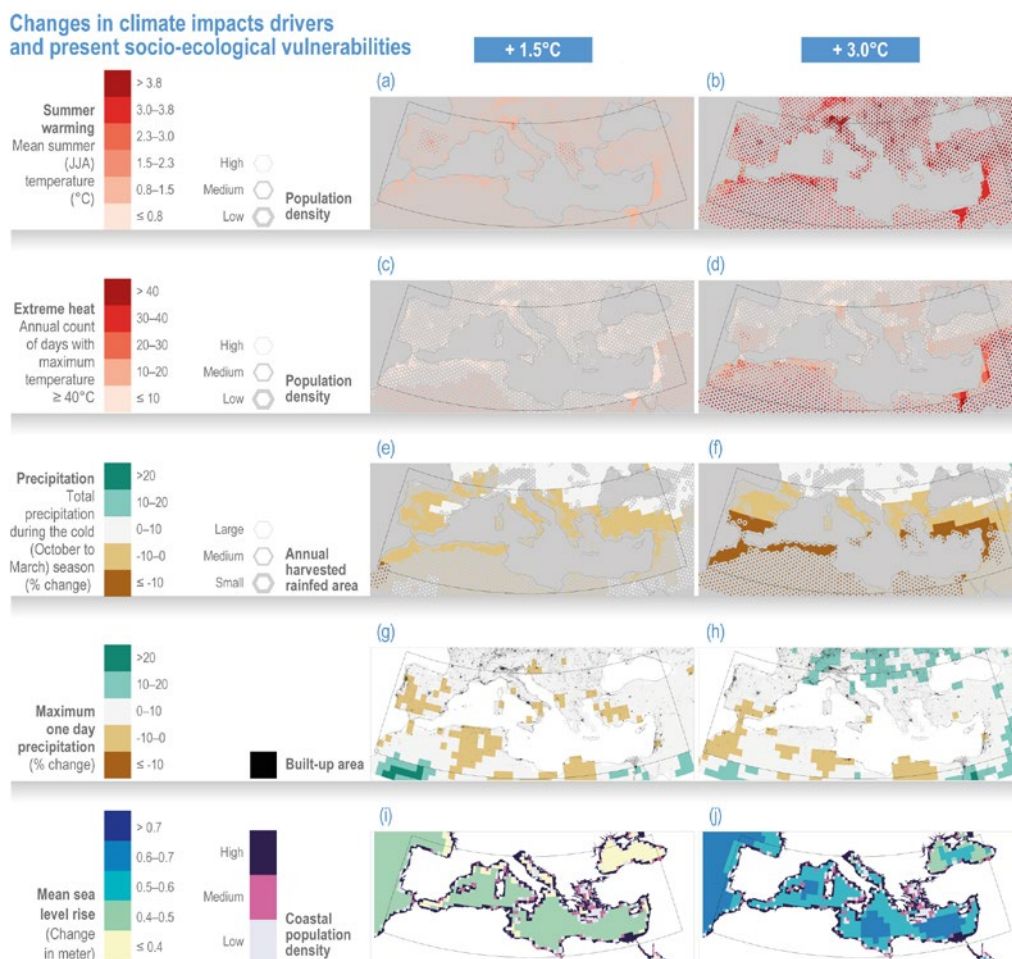 Changes in climate impacts drivers
and present socio-ecological vulnerabilities
+ 1.5°C
+ 3.0°C
(a)
(b)
Summer
warming
Mean summer
(JJA)
temperature
(°C)
> 3.8
3.0–3.8
2.3–3.0
1.5–2.3
0.8–1.5
≤ 0.8
High
Medium
Low
Population
density
(c)
(d)
Extreme heat
Annual count
of days with
maximum
temperature
≥ 40°C
> 40
30–40
20–30
10–20
≤ 10
High
Medium
Low
Population
density
(e)
(f)
Precipitation
Total
precipitation
during the cold
(October to
March) season
(% change)
>20
10–20
0–10
-10–0
≤ -10
Large
Medium
Small
Annual
harvested
rainfed area
(g)
(h)
Maximum
one day
precipitation
(% change)
>20
10–20
0–10
-10–0
≤ -10
Built-up area
(i)
(j)
Mean sea
level rise
(Change
in meter)
> 0.7
0.6–0.7
0.5–0.6
0.4–0.5
≤ 0.4
High
Medium
Low
Coastal
population
density